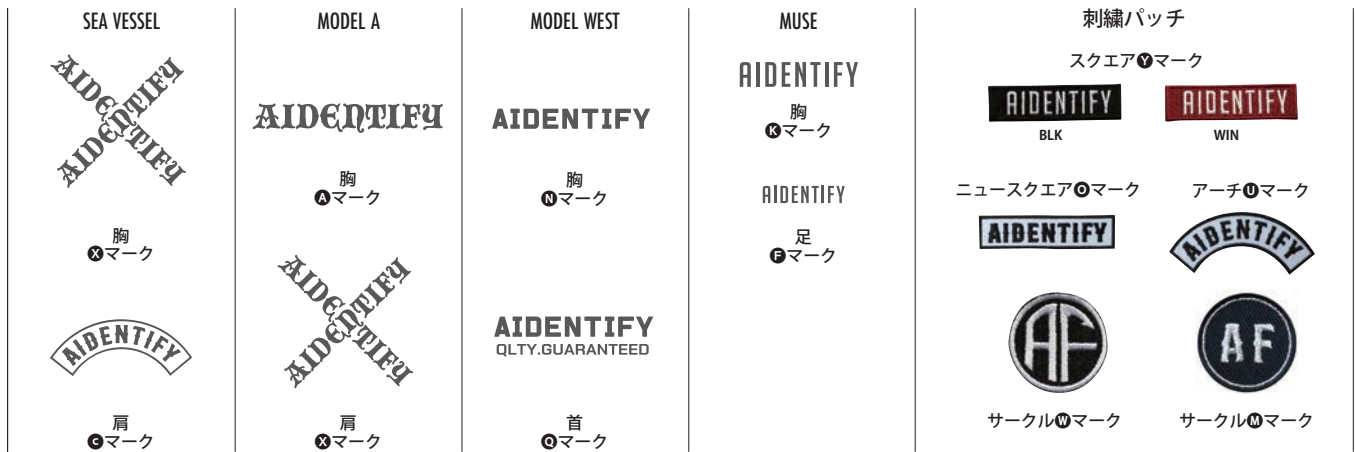 SEA VESSEL
AIDENTIFY
AIDENTIFY
胸
Xマーク
AIDENTIFY
肩
Cマーク
MODEL A
AIDENTIFY
胸
Aマーク
AIDENTIFY
AIDENTIFY
肩
Xマーク
MODEL WEST
AIDENTIFY
胸
Nマーク
AIDENTIFY
QLTY.GUARANTEED
首
Qマーク
MUSE
AIDENTIFY
胸
Kマーク
AIDENTIFY
足
Fマーク
刺繍パッチ
スクエアYマーク
AIDENTIFY
BLK
AIDENTIFY
WIN
ニュースクエアOマーク
AIDENTIFY
アーチUマーク
AIDENTIFY
AF
サークルWマーク
AF
サークルMマーク